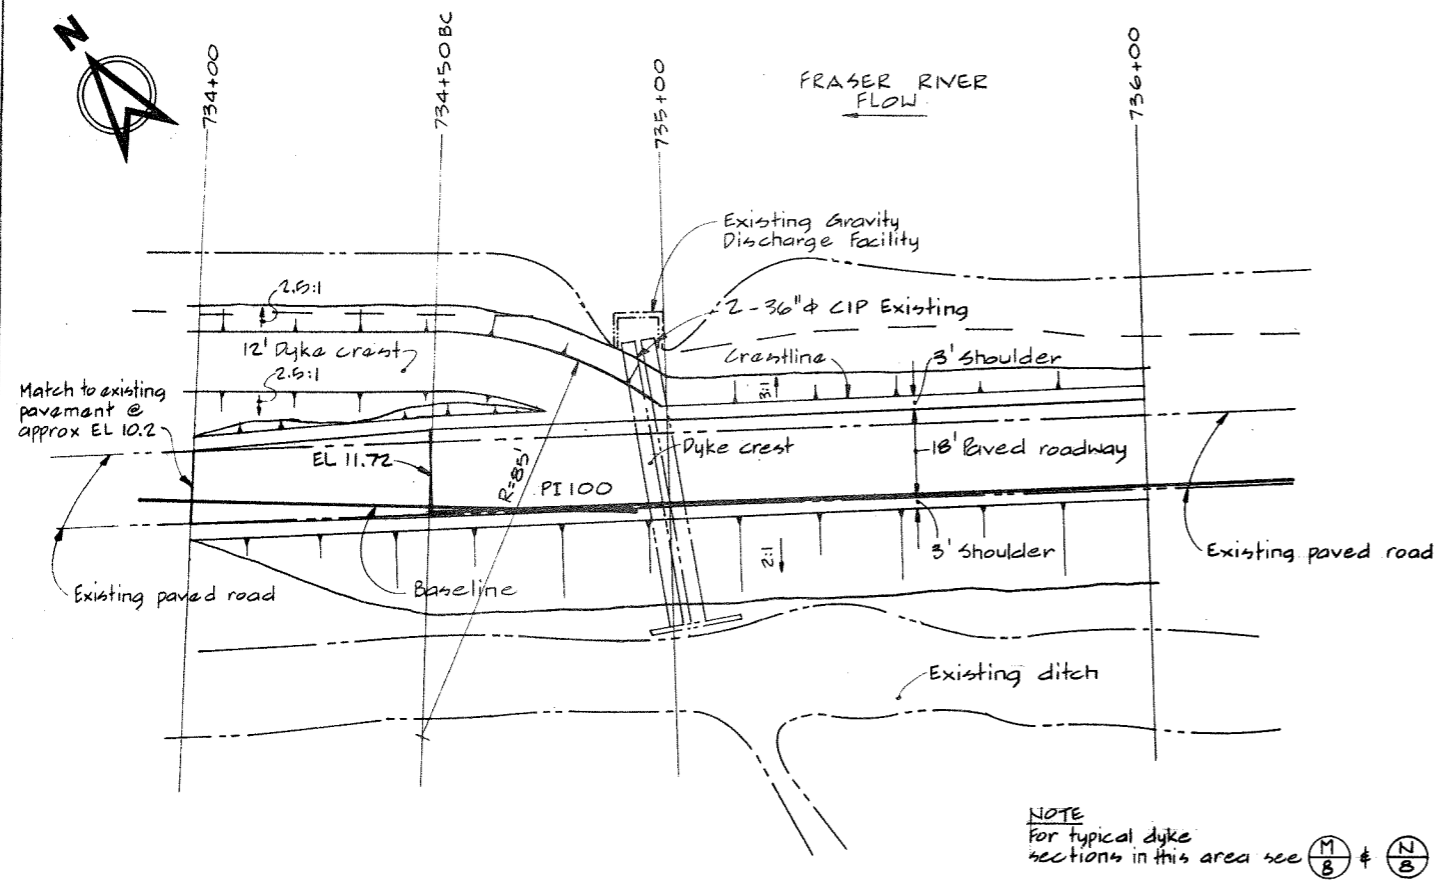 N
734+00
734+50 BC
735+00
736+00
FRASER RIVER
FLOW
Existing Gravity
Discharge Facility
2.5:1
2-36"ф CIP Existing
12' Dyke crest
Crestline
3' Shoulder
2.5:1
3:1
Match to existing
pavement @
approx EL 10.2
EL 11.72
R=85'
PI 100
Dyke crest
18' Paved roadway
2:1
3' Shoulder
Existing paved road
Existing paved road
Baseline
Existing ditch
NOTE
For typical dyke
sections in this area see M/8 & N/8